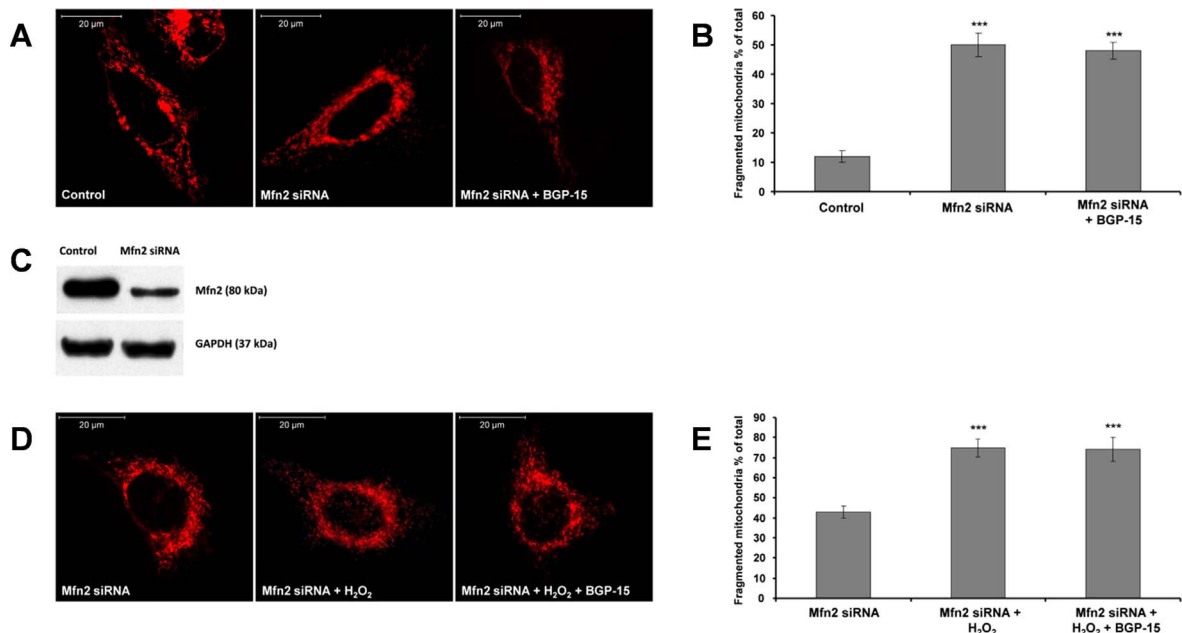 A
20 µm
20 µm
20 µm
Control
Mfn2 siRNA
Mfn2 siRNA + BGP-15
B
Fragmented mitochondria % of total
60
50
40
30
20
10
0
***
***
Control
Mfn2 siRNA
Mfn2 siRNA
+ BGP-15
C
Control
Mfn2 siRNA
Mfn2 (80 kDa)
GAPDH (37 kDa)
D
20 µm
20 µm
20 µm
Mfn2 siRNA
Mfn2 siRNA + H₂O₂
Mfn2 siRNA + H₂O₂ + BGP-15
E
Fragmented mitochondria % of total
90
80
70
60
50
40
30
20
10
0
***
***
Mfn2 siRNA
Mfn2 siRNA +
H₂O₂
Mfn2 siRNA +
H₂O₂ + BGP-15